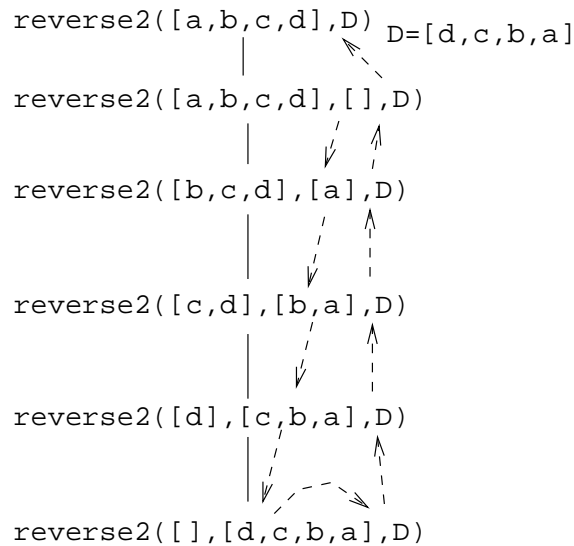 reverse2([a,b,c,d],D) D=[d,c,b,a]
reverse2([a,b,c,d],[],D)
reverse2([b,c,d],[a],D)
reverse2([c,d],[b,a],D)
reverse2([d],[c,b,a],D)
reverse2([],[d,c,b,a],D)